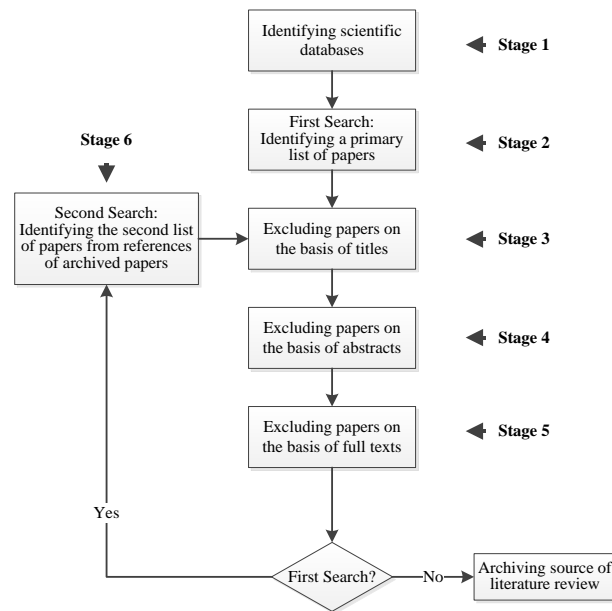 Identifying scientific
databases
Stage 1
First Search:
Identifying a primary
list of papers
Stage 2
Stage 6
Second Search:
Identifying the second list
of papers from references
of archived papers
Excluding papers on
the basis of titles
Stage 3
Excluding papers on
the basis of abstracts
Stage 4
Excluding papers on
the basis of full texts
Stage 5
Yes
First Search?
No
Archiving source of
literature review